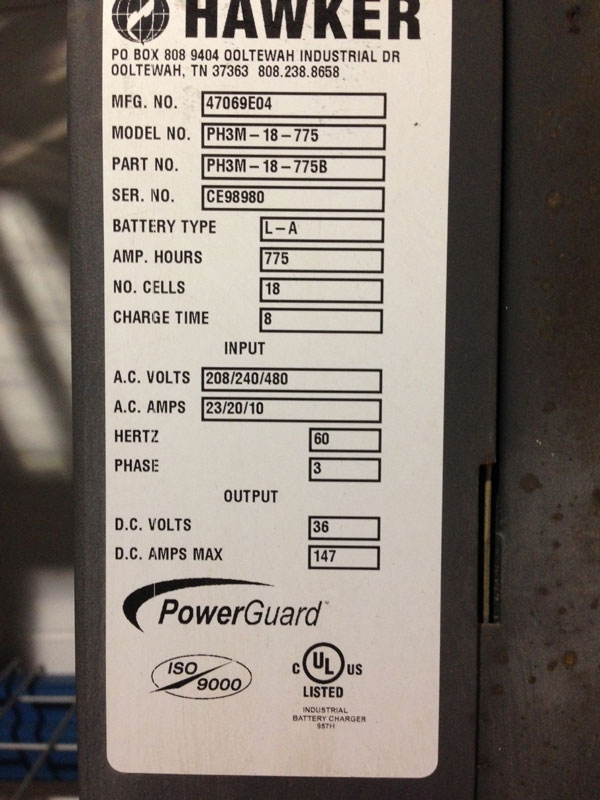 HAWKER
PO BOX 808 9404 OOLTEWAH INDUSTRIAL DR
OOLTEWAH, TN 37363 808.238.8658
MFG. NO. 47069E04
MODEL NO. PH3M-18-775
PART NO. PH3M-18-775B
SER. NO. CE98980
BATTERY TYPE L-A
AMP. HOURS 775
NO. CELLS 18
CHARGE TIME 8
INPUT
A.C. VOLTS 208/240/480
A.C. AMPS 23/20/10
HERTZ 60
PHASE 3
OUTPUT
D.C. VOLTS 36
D.C. AMPS MAX 147
PowerGuard™
ISO 9000
C UL US
LISTED
INDUSTRIAL
BATTERY CHARGER
987H